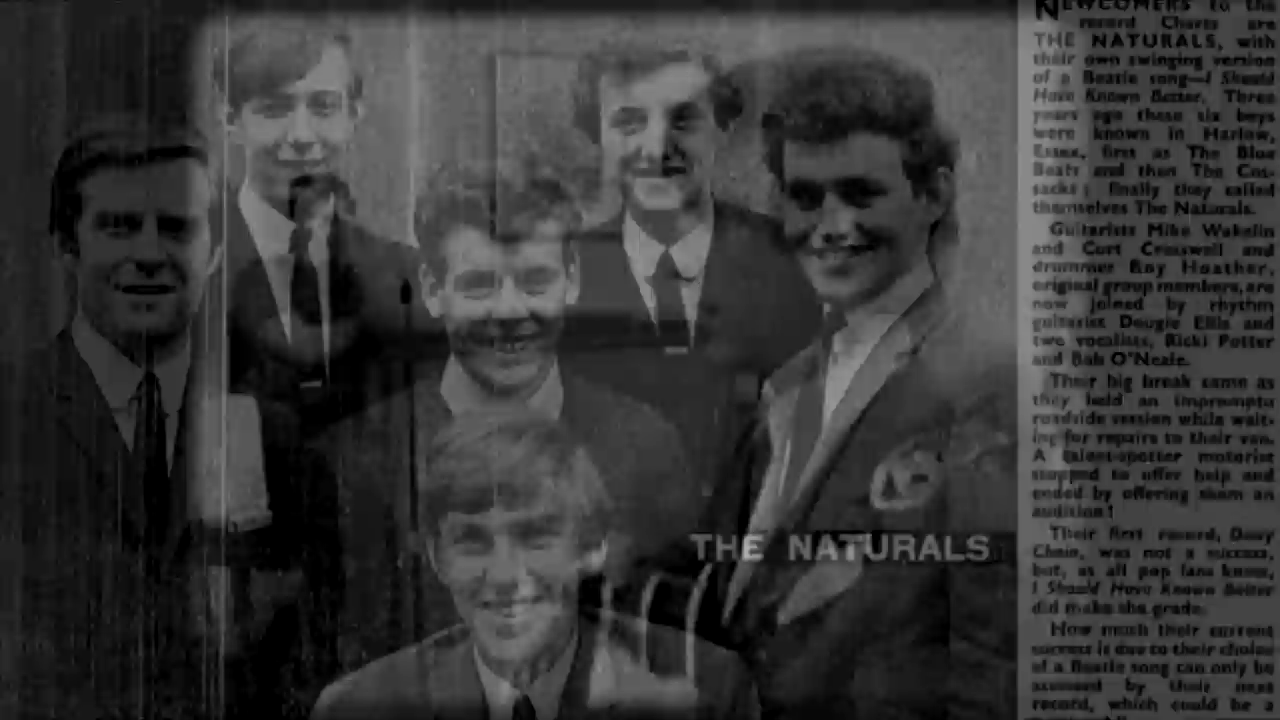 THE NATURALS
NEWCOMERS to the
record Charts are
THE NATURALS, with
their own swinging version
of a Beatle song—I Should
Have Known Better. Three
years ago these six boys
were known in Harlow,
Essex, first as The Blue
Beats and then The Cos-
sacks; finally they called
themselves The Naturals.
Guitarists Mike Wakelin
and Curt Cresswell and
drummer Roy Heather,
original group members, are
now joined by rhythm
guitarist Dougie Ellis and
two vocalists, Ricki Potter
and Bob O'Neale.
Their big break came as
they held an impromptu
roadside session while wait-
ing for repairs to their van.
A talent-spotter motorist
stopped to offer help and
ended by offering them an
audition!
Their first record, Daisy
Chain, was not a success,
but, as all pop fans know,
I Should Have Known Better
did make the grade.
How much their current
success is due to their choice
of a Beatle song can only be
assessed by their next
record, which could be a